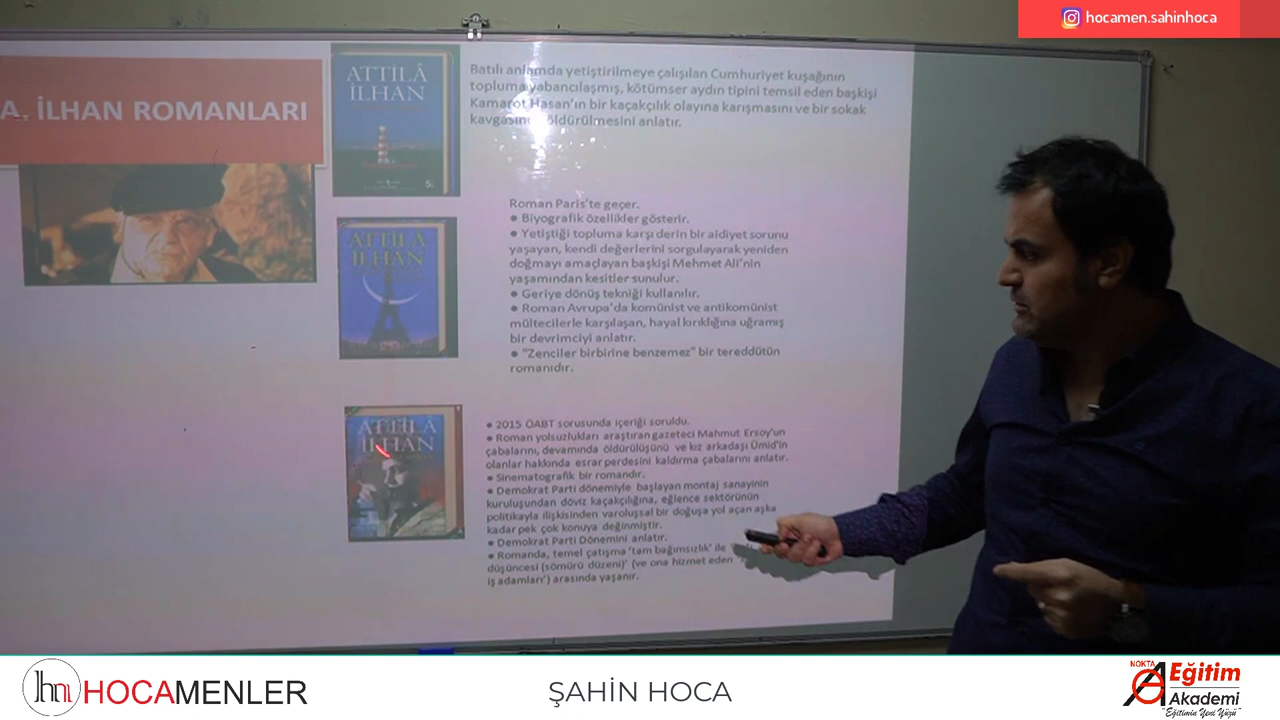 hocamen.sahinhoca
A. İLHAN ROMANLARI
ATTİLÂ
İLHAN
Batılı anlamda yetiştirilmeye çalışılan Cumhuriyet kuşağının
topluma yabancılaşmış, kötümser aydın tipini temsil eden başkişi
Kamarot Hasan'ın bir kaçakçılık olayına karışmasını ve bir sokak
kavgasında öldürülmesini anlatır.
ATTİLÂ
İLHAN
Roman Paris'te geçer.
● Biyografik özellikler gösterir.
● Yetiştiği topluma karşı derin bir aidiyet sorunu
yaşayan, kendi değerlerini sorgulayarak yeniden
doğmayı amaçlayan başkişi Mehmet Ali'nin
yaşamından kesitler sunulur.
● Geriye dönüş tekniği kullanılır.
● Roman Avrupa'da komünist ve antikomünist
mültecilerle karşılaşan, hayal kırıklığına uğramış
bir devrimciyi anlatır.
● "Zenciler birbirine benzemez" bir tereddütün
romanıdır.
ATTİLÂ
İLHAN
● 2015 ÖABT sorusunda içeriği soruldu.
● Roman yolsuzlukları araştıran gazeteci Mahmut Ersoy'un
çabalarını, devamında öldürülüşünü ve kız arkadaşı Ümid'in
olanlar hakkında esrar perdesini kaldırma çabalarını anlatır.
● Sinematografik bir romandır.
● Demokrat Parti dönemiyle başlayan montaj sanayinin
kuruluşundan döviz kaçakçılığına, eğlence sektörünün
politikayla ilişkisinden varoluşsal bir doğuşa yol açan aşka
kadar pek çok konuya değinmiştir.
● Demokrat Parti Dönemini anlatır.
● Romanda, temel çatışma 'tam bağımsızlık' ile
düşüncesi (sömürü düzeni)' (ve ona hizmet eden
iş adamları') arasında yaşanır.
hm HOCAMENLER
ŞAHİN HOCA
NOKTA
A Eğitim
Akademi
"Eğitimin Yeni Yüzü"